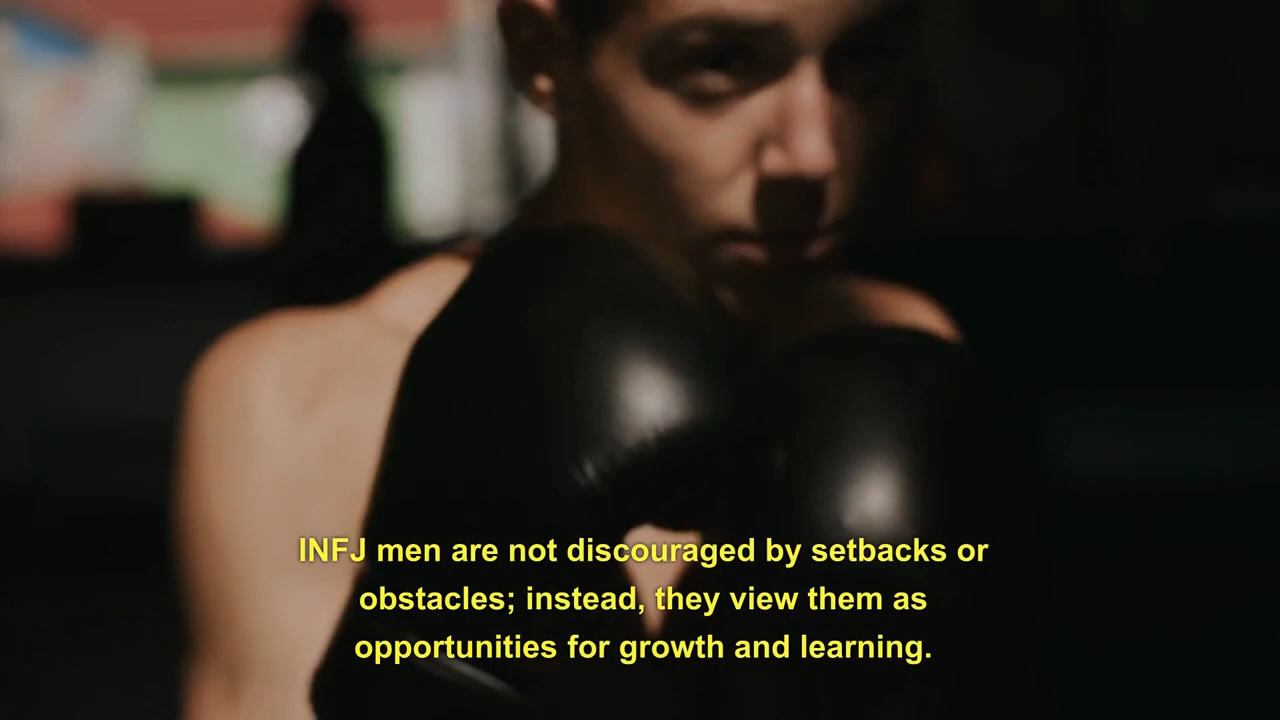 INFJ men are not discouraged by setbacks or
obstacles; instead, they view them as
opportunities for growth and learning.